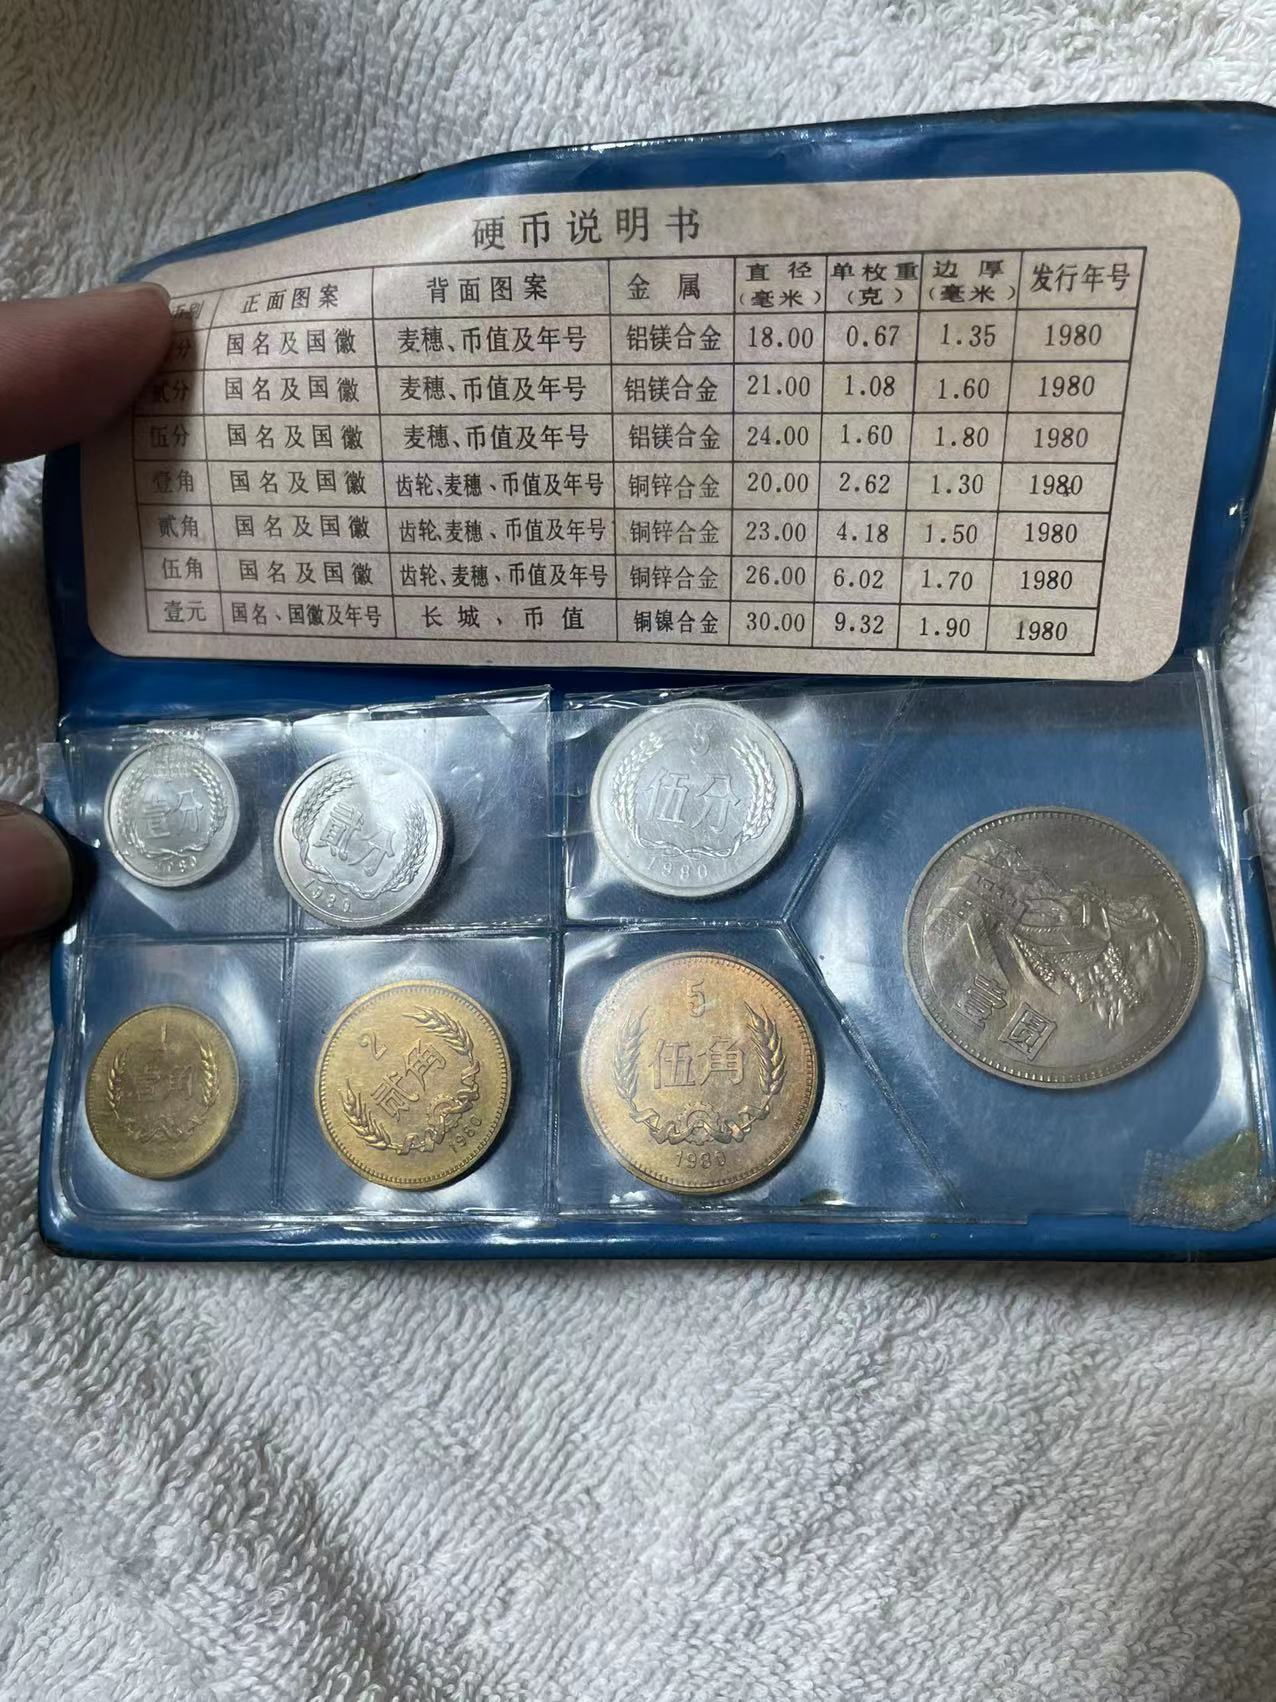 硬币说明书
别 正面图案 背面图案 金属 直径(毫米) 单枚重(克) 边厚(毫米) 发行年号
分 国名及国徽 麦穗、币值及年号 铝镁合金 18.00 0.67 1.35 1980
贰分 国名及国徽 麦穗、币值及年号 铝镁合金 21.00 1.08 1.60 1980
伍分 国名及国徽 麦穗、币值及年号 铝镁合金 24.00 1.60 1.80 1980
壹角 国名及国徽 齿轮、麦穗、币值及年号 铜锌合金 20.00 2.62 1.30 1980
贰角 国名及国徽 齿轮、麦穗、币值及年号 铜锌合金 23.00 4.18 1.50 1980
伍角 国名及国徽 齿轮、麦穗、币值及年号 铜锌合金 26.00 6.02 1.70 1980
壹元 国名、国徽及年号 长城、币值 铜镍合金 30.00 9.32 1.90 1980
壹分
1980
贰分
1980
5
伍分
1980
壹圆
1
壹角
2
贰角
1980
5
伍角
1980